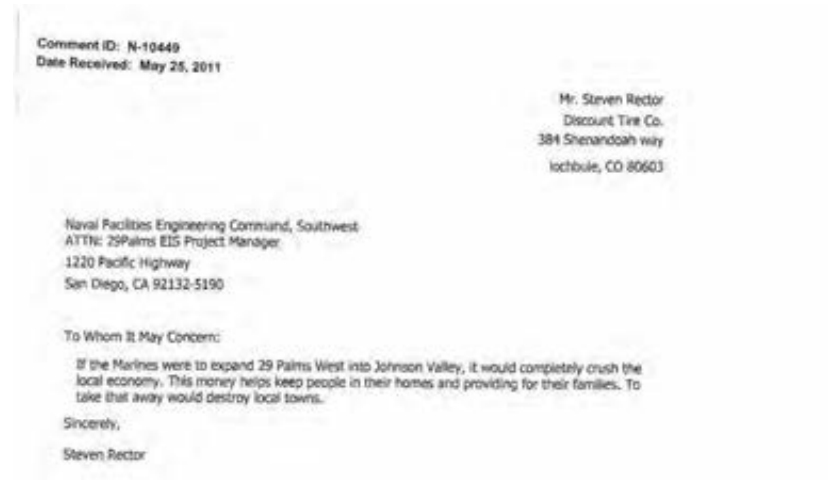 Comment ID: N-10449
Date Received: May 25, 2011
Mr. Steven Rector
Discount Tire Co.
384 Shenandoah way
lochbuie, CO 80603
Naval Facilities Engineering Command, Southwest
ATTN: 29Palms EIS Project Manager
1220 Pacific Highway
San Diego, CA 92132-5190
To Whom It May Concern:
If the Marines were to expand 29 Palms West into Johnson Valley, it would completely crush the
local economy. This money helps keep people in their homes and providing for their families. To
take that away would destroy local towns.
Sincerely,
Steven Rector